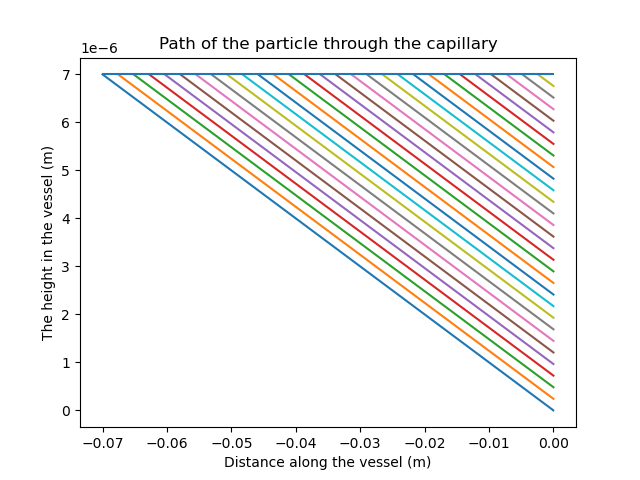 Path of the particle through the capillary
1e−6
7
6
5
4
3
2
1
0
The height in the vessel (m)
−0.07 −0.06 −0.05 −0.04 −0.03 −0.02 −0.01 0.00
Distance along the vessel (m)